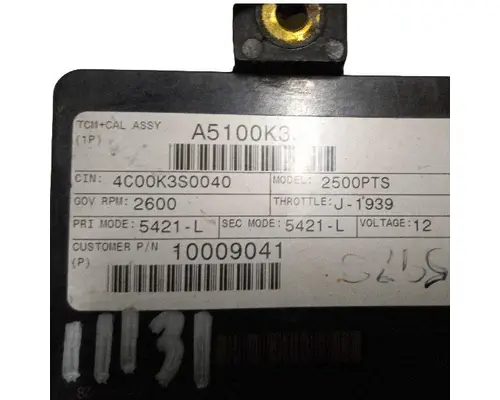 TCM+CAL ASSY A5100K3
(1P)
CIN: 4C00K3S0040 MODEL: 2500PTS
GOV RPM: 2600 THROTTLE: J-1939
PRI MODE: 5421-L SEC MODE: 5421-L VOLTAGE: 12
CUSTOMER P/N 10009041
(P)